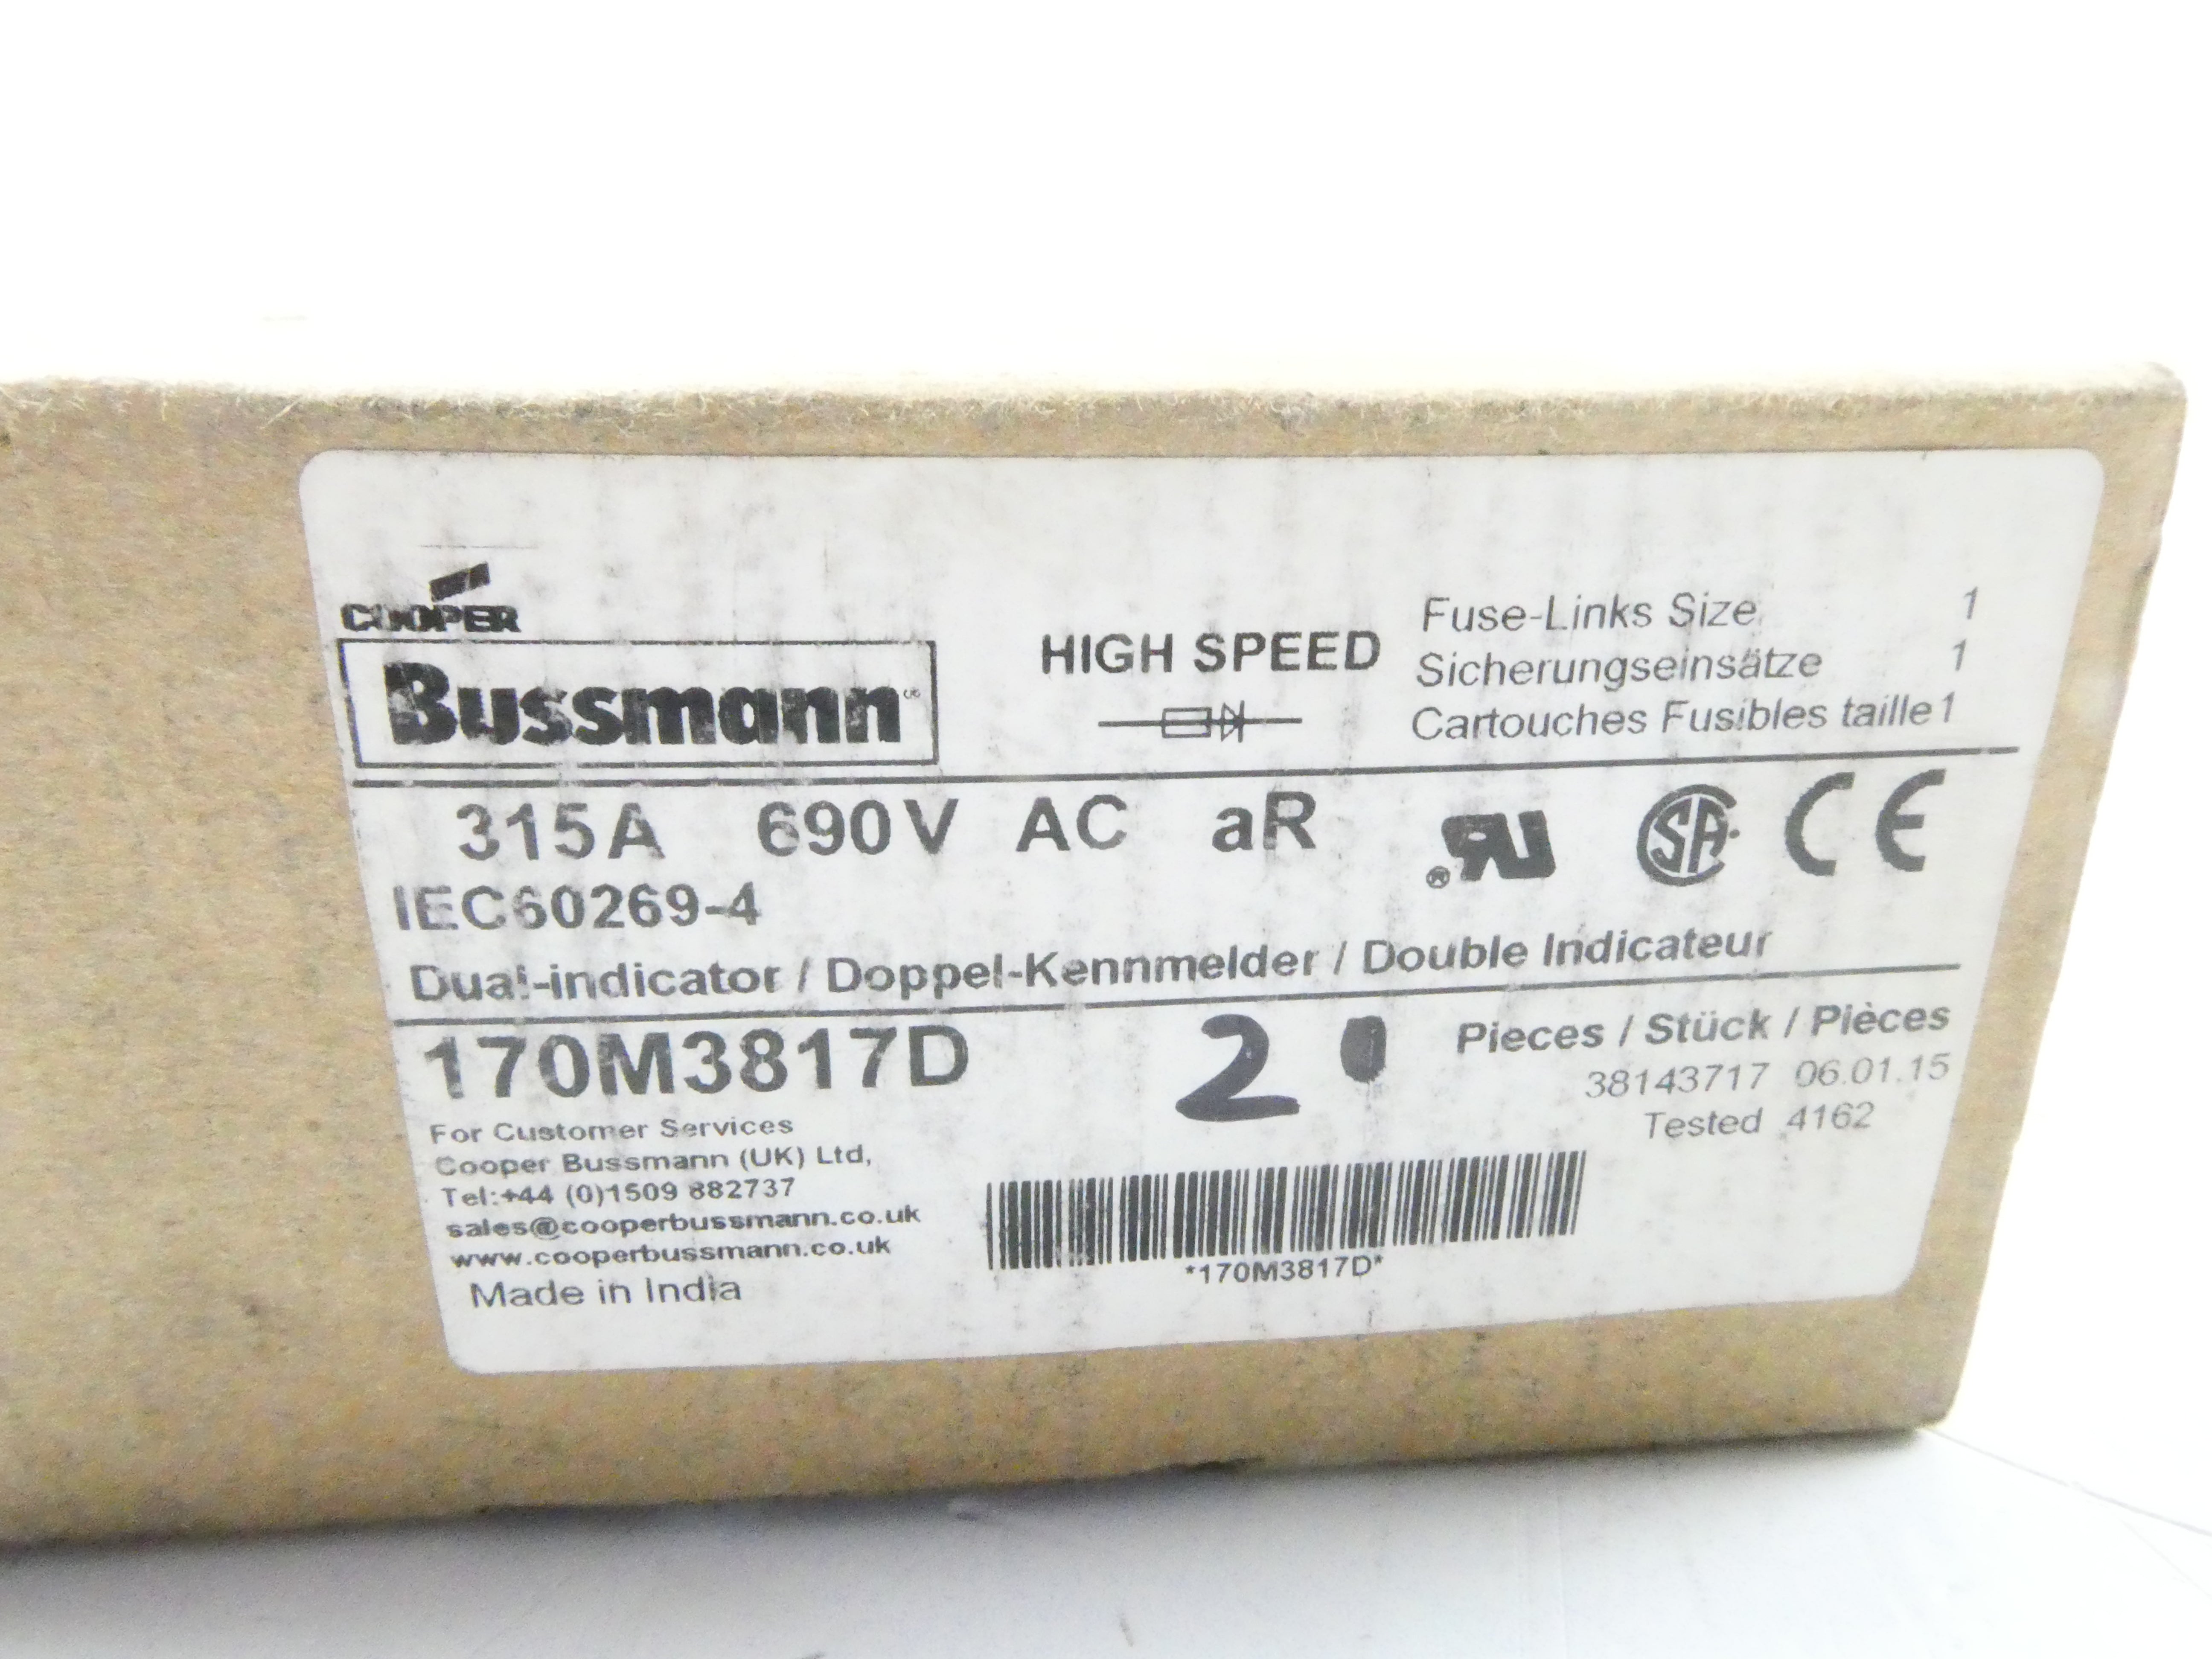 COOPER
Bussmann
HIGH SPEED
Fuse-Links Size 1
Sicherungseinsätze 1
Cartouches Fusibles taille 1
315A 690V AC aR
IEC60269-4
Dual-indicator / Doppel-Kennmelder / Double Indicateur
170M3817D
2
Pieces / Stück / Pièces
38143717 06.01.15
Tested 4162
For Customer Services
Cooper Bussmann (UK) Ltd,
Tel:+44 (0)1509 882737
sales@cooperbussmann.co.uk
www.cooperbussmann.co.uk
Made in India
*170M3817D*